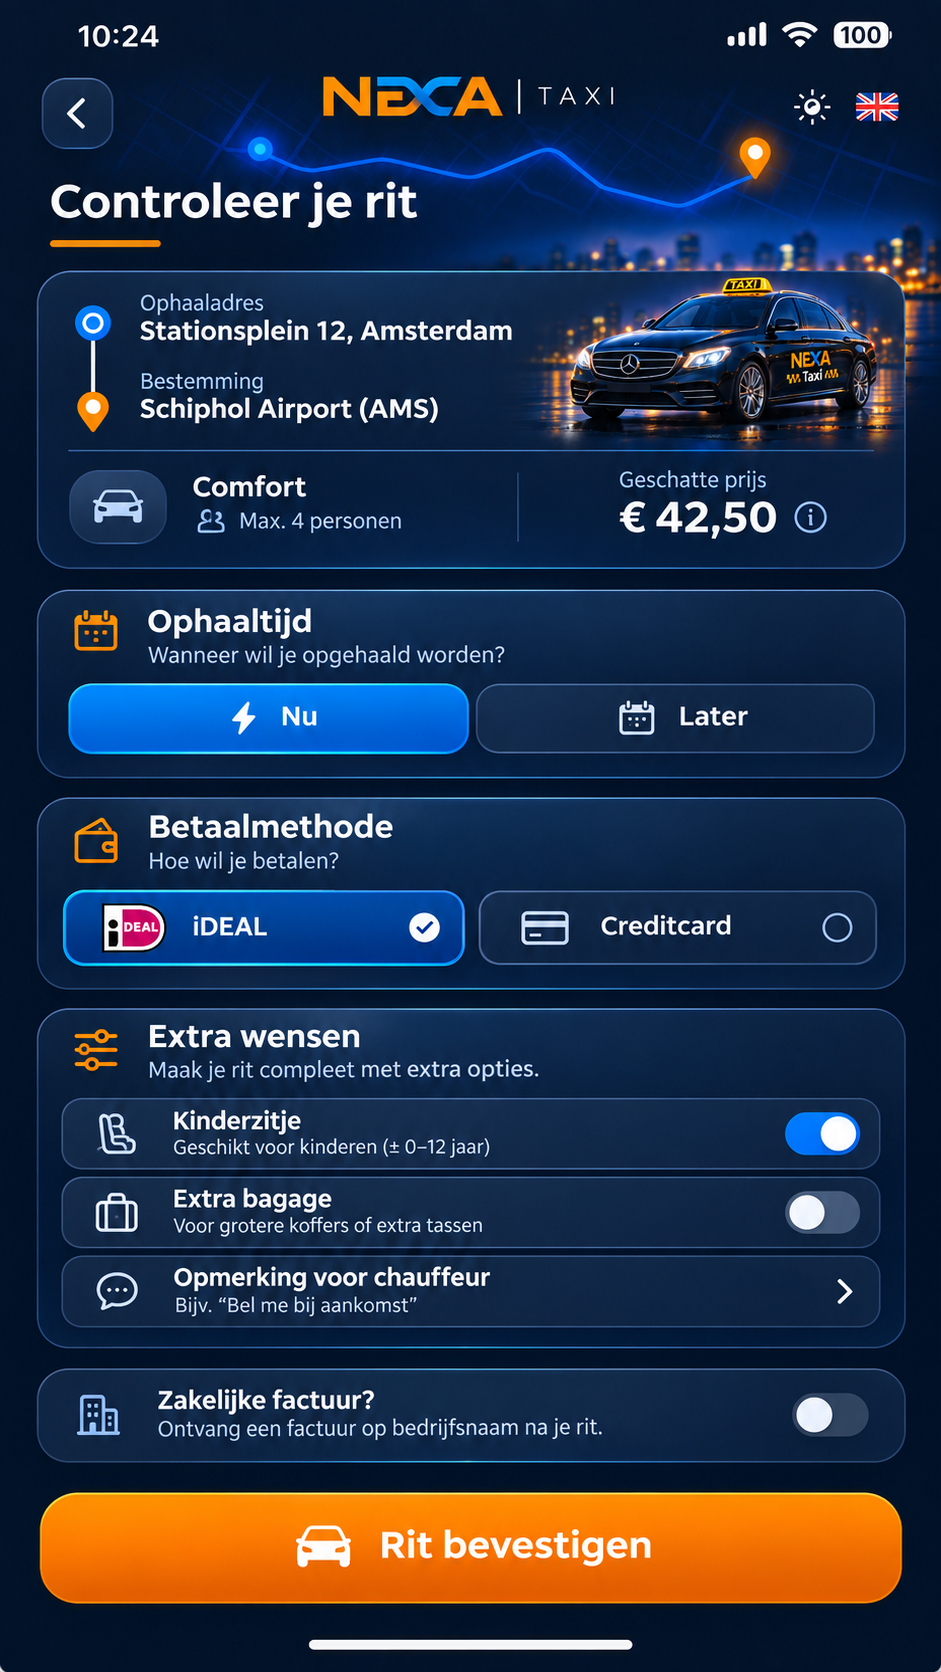 10:24
100
NEXA | TAXI
Controleer je rit
Ophaaladres
Stationsplein 12, Amsterdam
Bestemming
Schiphol Airport (AMS)
TAXI
NEXA
Taxi
Comfort
Max. 4 personen
Geschatte prijs
€ 42,50
Ophaaltijd
Wanneer wil je opgehaald worden?
Nu
Later
Betaalmethode
Hoe wil je betalen?
iDEAL
iDEAL
Creditcard
Extra wensen
Maak je rit compleet met extra opties.
Kinderzitje
Geschikt voor kinderen (± 0–12 jaar)
Extra bagage
Voor grotere koffers of extra tassen
Opmerking voor chauffeur
Bijv. “Bel me bij aankomst”
Zakelijke factuur?
Ontvang een factuur op bedrijfsnaam na je rit.
Rit bevestigen